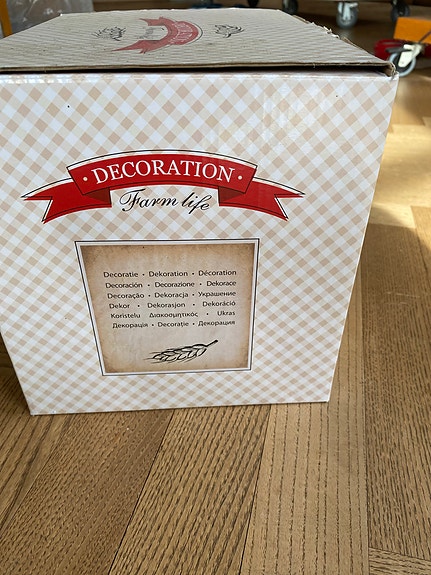 DECORATION
Farm life
Decoratie • Dekoration • Décoration
Decoración • Decorazione • Dekorace
Decoração • Dekoracja • Украшение
Dekor • Dekorasjon • Dekoráció
Koristelu Διακοσμητικός • Ukras
Декорація • Decorație • Декорация